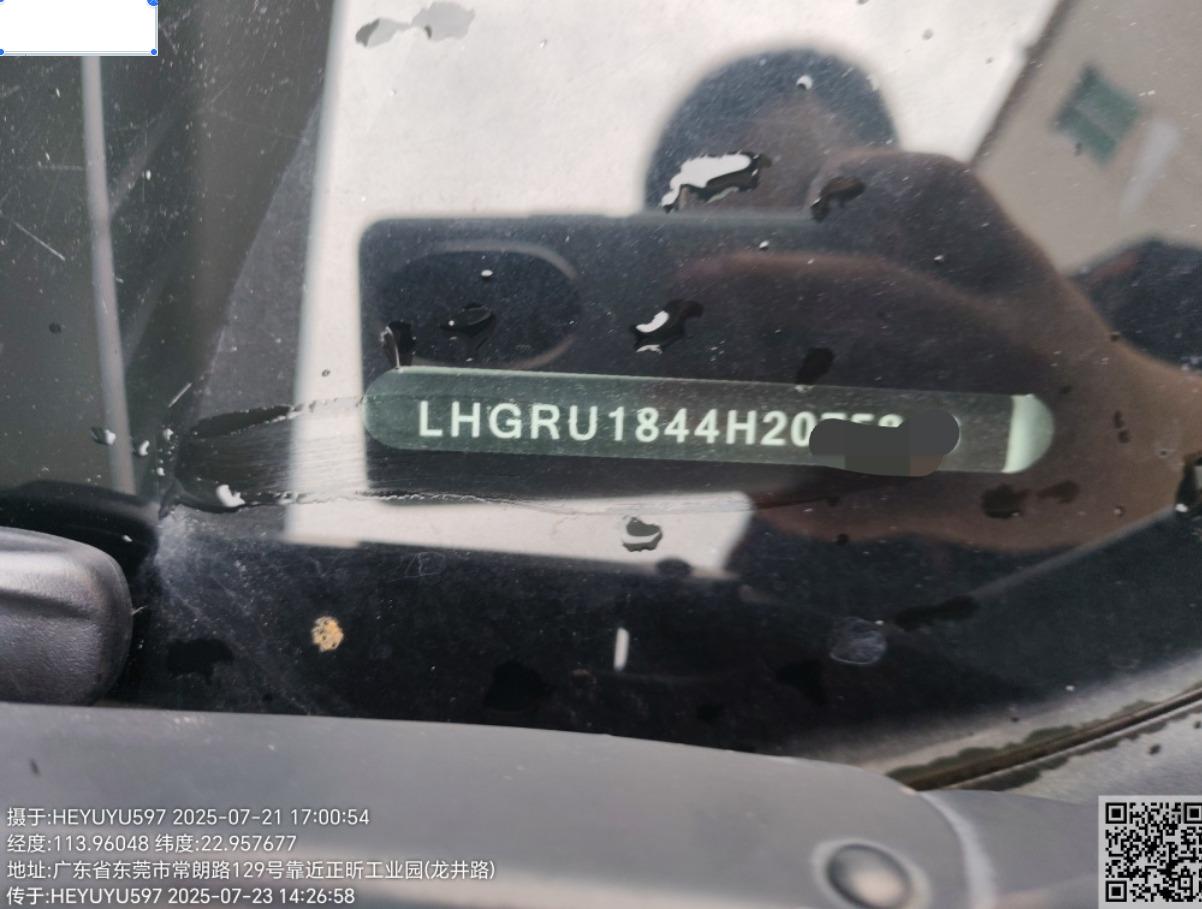 LHGRU1844H20
摄于:HEYUYU597 2025-07-21 17:00:54
经度:113.96048 纬度:22.957677
地址:广东省东莞市常朗路129号靠近正昕工业园(龙井路)
传于:HEYUYU597 2025-07-23 14:26:58